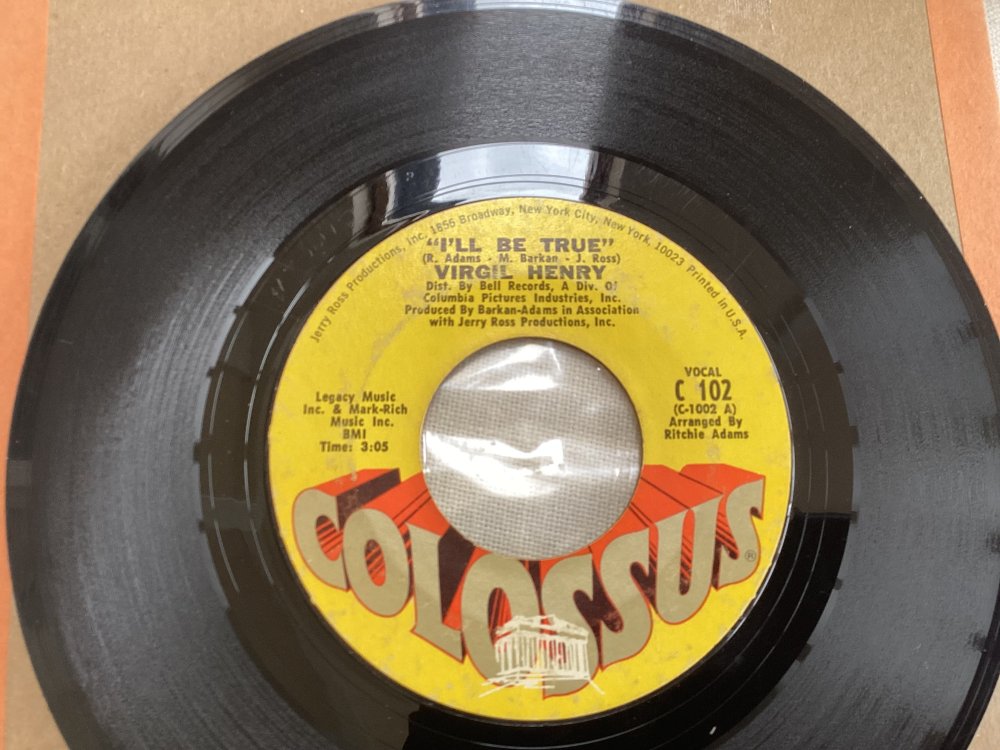 Jerry Ross Productions, Inc. 1855 Broadway, New York City, New York, 10023 Printed in U.S.A.
"I'LL BE TRUE"
(R. Adams - M. Barkan - J. Ross)
VIRGIL HENRY
Dist. By Bell Records, A Div. Of
Columbia Pictures Industries, Inc.
Produced By Barkan-Adams in Association
with Jerry Ross Productions, Inc.
Legacy Music
Inc. & Mark-Rich
Music Inc.
BMI
Time: 3:05
VOCAL
C 102
(C-1002 A)
Arranged By
Ritchie Adams
COLOSSUS®